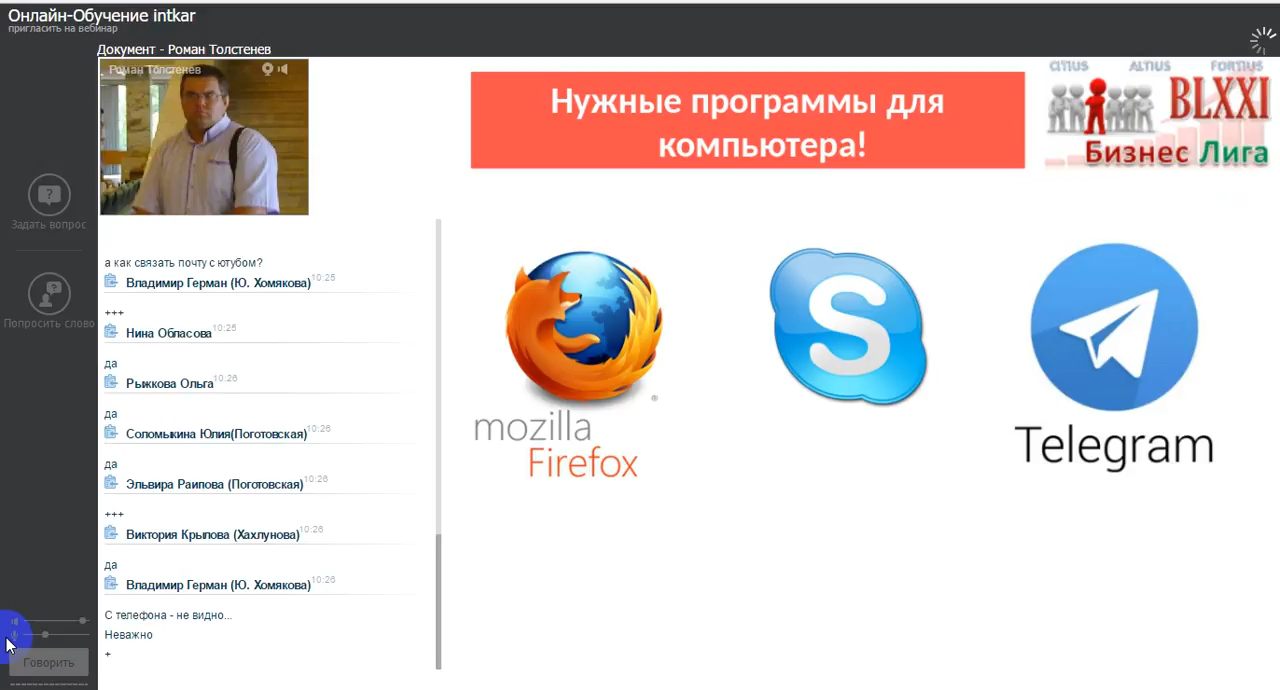 Онлайн-Обучение intkar
пригласить на вебинар
Документ - Роман Толстенев
Роман Толстенев
Задать вопрос
Попросить слово
Говорить
а как связать почту с ютубом?
Владимир Герман (Ю. Хомякова) 10:25
+++
Нина Обласова 10:25
да
Рыжкова Ольга 10:26
да
Соломыкина Юлия(Поготовская) 10:26
да
Эльвира Раипова (Поготовская) 10:26
+++
Виктория Крылова (Хахлунова) 10:26
да
Владимир Герман (Ю. Хомякова) 10:26
С телефона - не видно...
Неважно
+
Нужные программы для
компьютера!
CITIUS ALTIUS FORTIUS
BLXXI
Бизнес Лига
mozilla
Firefox
S
Telegram